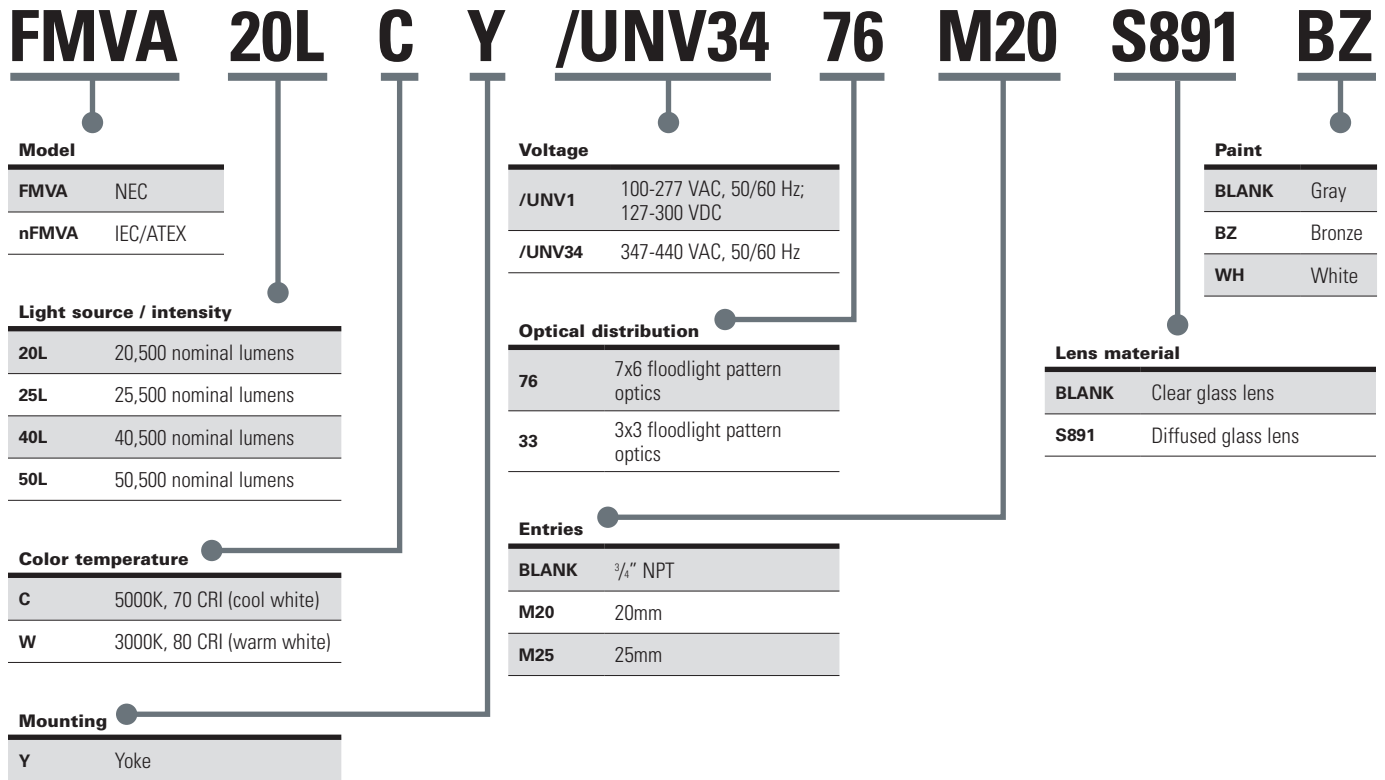 FMVA 20L C Y /UNV34 76 M20 S891 BZ
Model
FMVA NEC
nFMVA IEC/ATEX
Light source / intensity
20L 20,500 nominal lumens
25L 25,500 nominal lumens
40L 40,500 nominal lumens
50L 50,500 nominal lumens
Color temperature
C 5000K, 70 CRI (cool white)
W 3000K, 80 CRI (warm white)
Mounting
Y Yoke
Voltage
/UNV1 100-277 VAC, 50/60 Hz;
127-300 VDC
/UNV34 347-440 VAC, 50/60 Hz
Optical distribution
76 7x6 floodlight pattern
optics
33 3x3 floodlight pattern
optics
Entries
BLANK ¾" NPT
M20 20mm
M25 25mm
Lens material
BLANK Clear glass lens
S891 Diffused glass lens
Paint
BLANK Gray
BZ Bronze
WH White